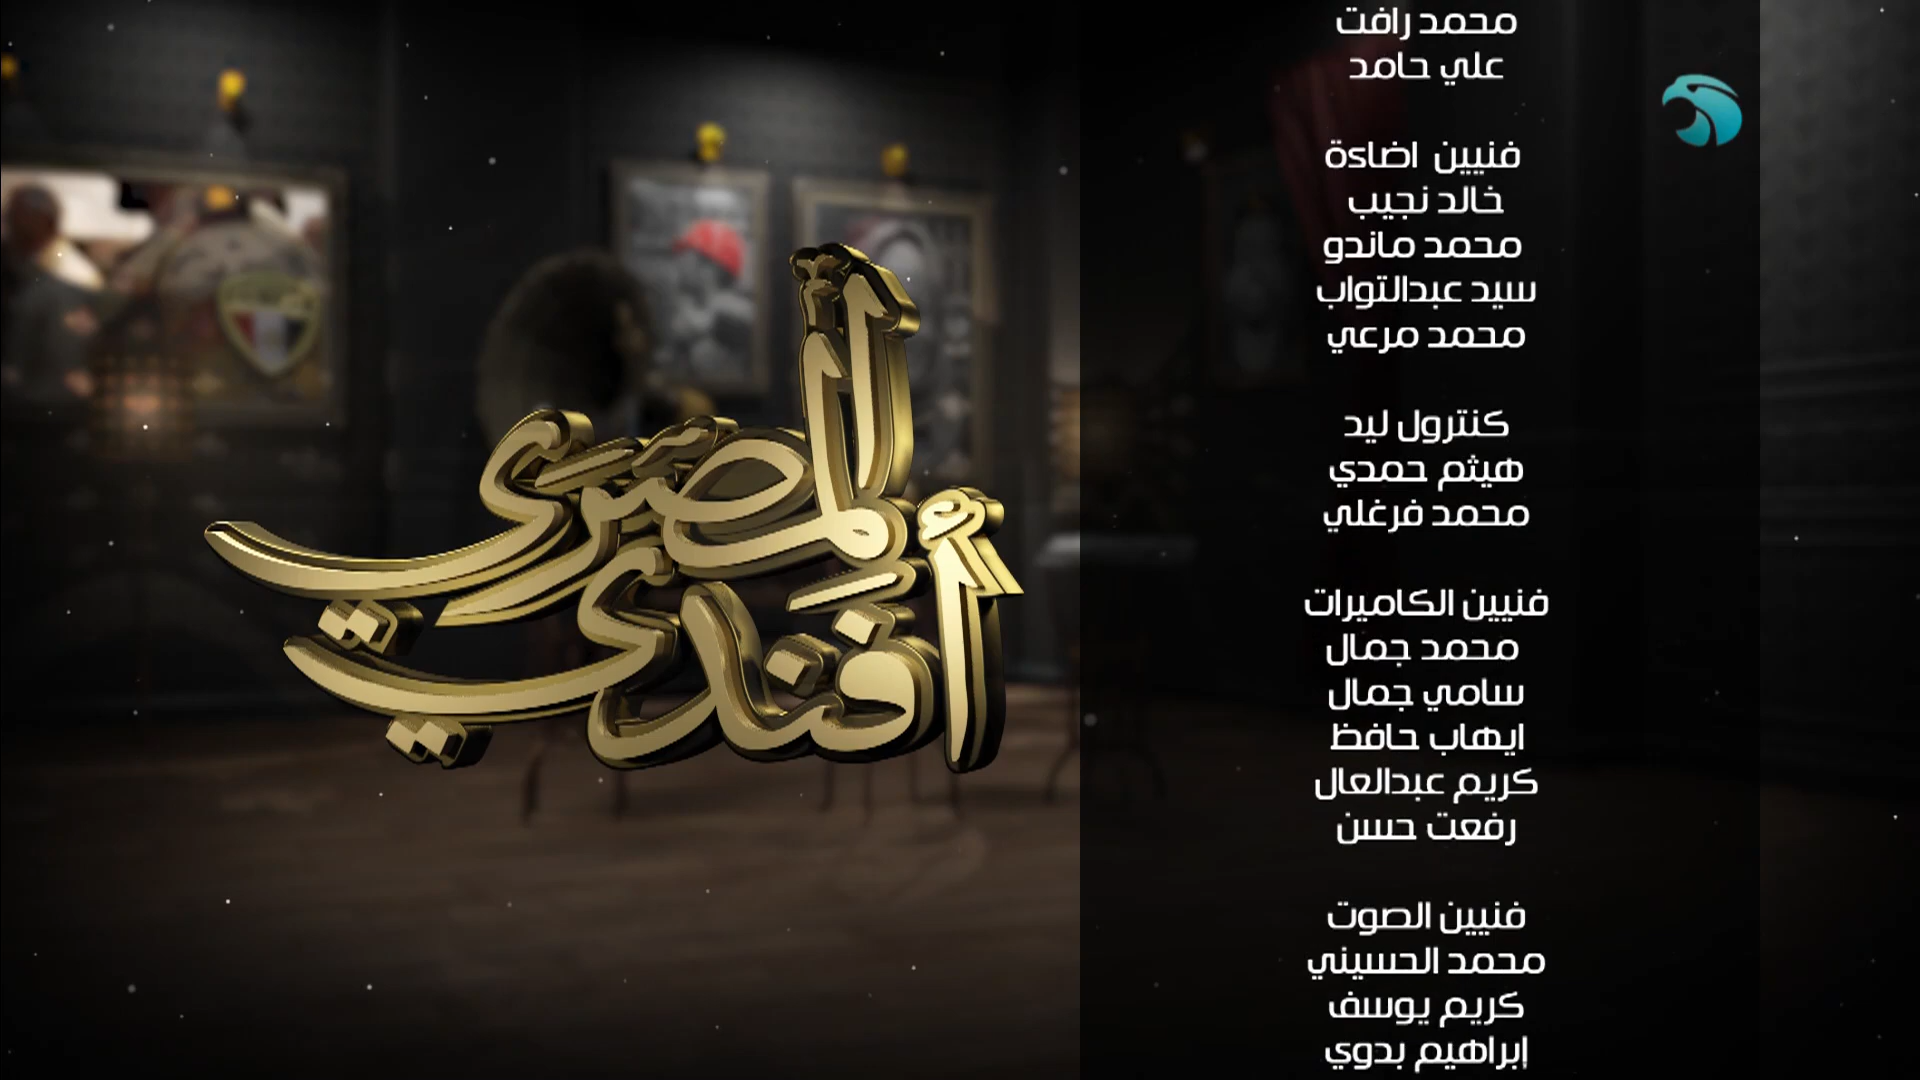 المصري
أفندي
محمد رافت
علي حامد
فنيين اضاءة
خالد نجيب
محمد ماندو
سيد عبدالتواب
محمد مرعي
كنترول ليد
هيثم حمدي
محمد فرغلي
فنيين الكاميرات
محمد جمال
سامي جمال
ايهاب حافظ
كريم عبدالعال
رفعت حسن
فنيين الصوت
محمد الحسيني
كريم يوسف
إبراهيم بدوي